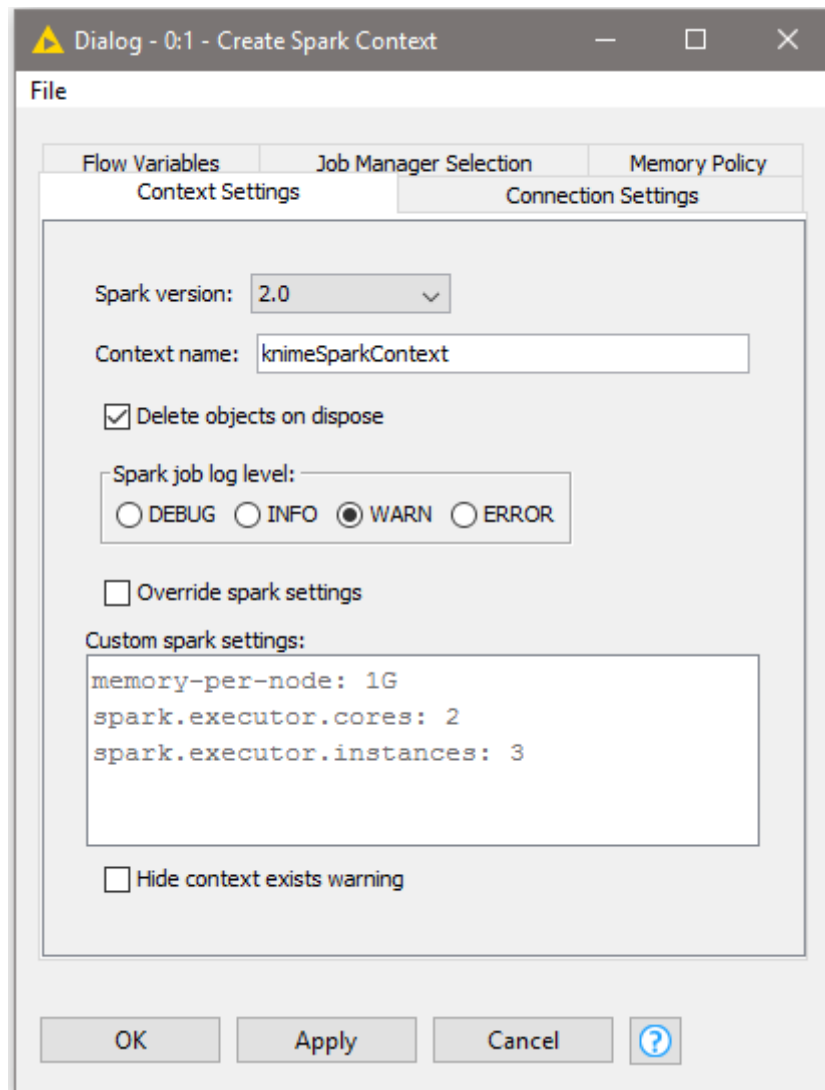 Dialog - 0:1 - Create Spark Context
File
Flow Variables Job Manager Selection Memory Policy
Context Settings Connection Settings
Spark version: 2.0
Context name: knimeSparkContext
Delete objects on dispose
Spark job log level:
DEBUG INFO WARN ERROR
Override spark settings
Custom spark settings:
memory-per-node: 1G
spark.executor.cores: 2
spark.executor.instances: 3
Hide context exists warning
OK Apply Cancel ?